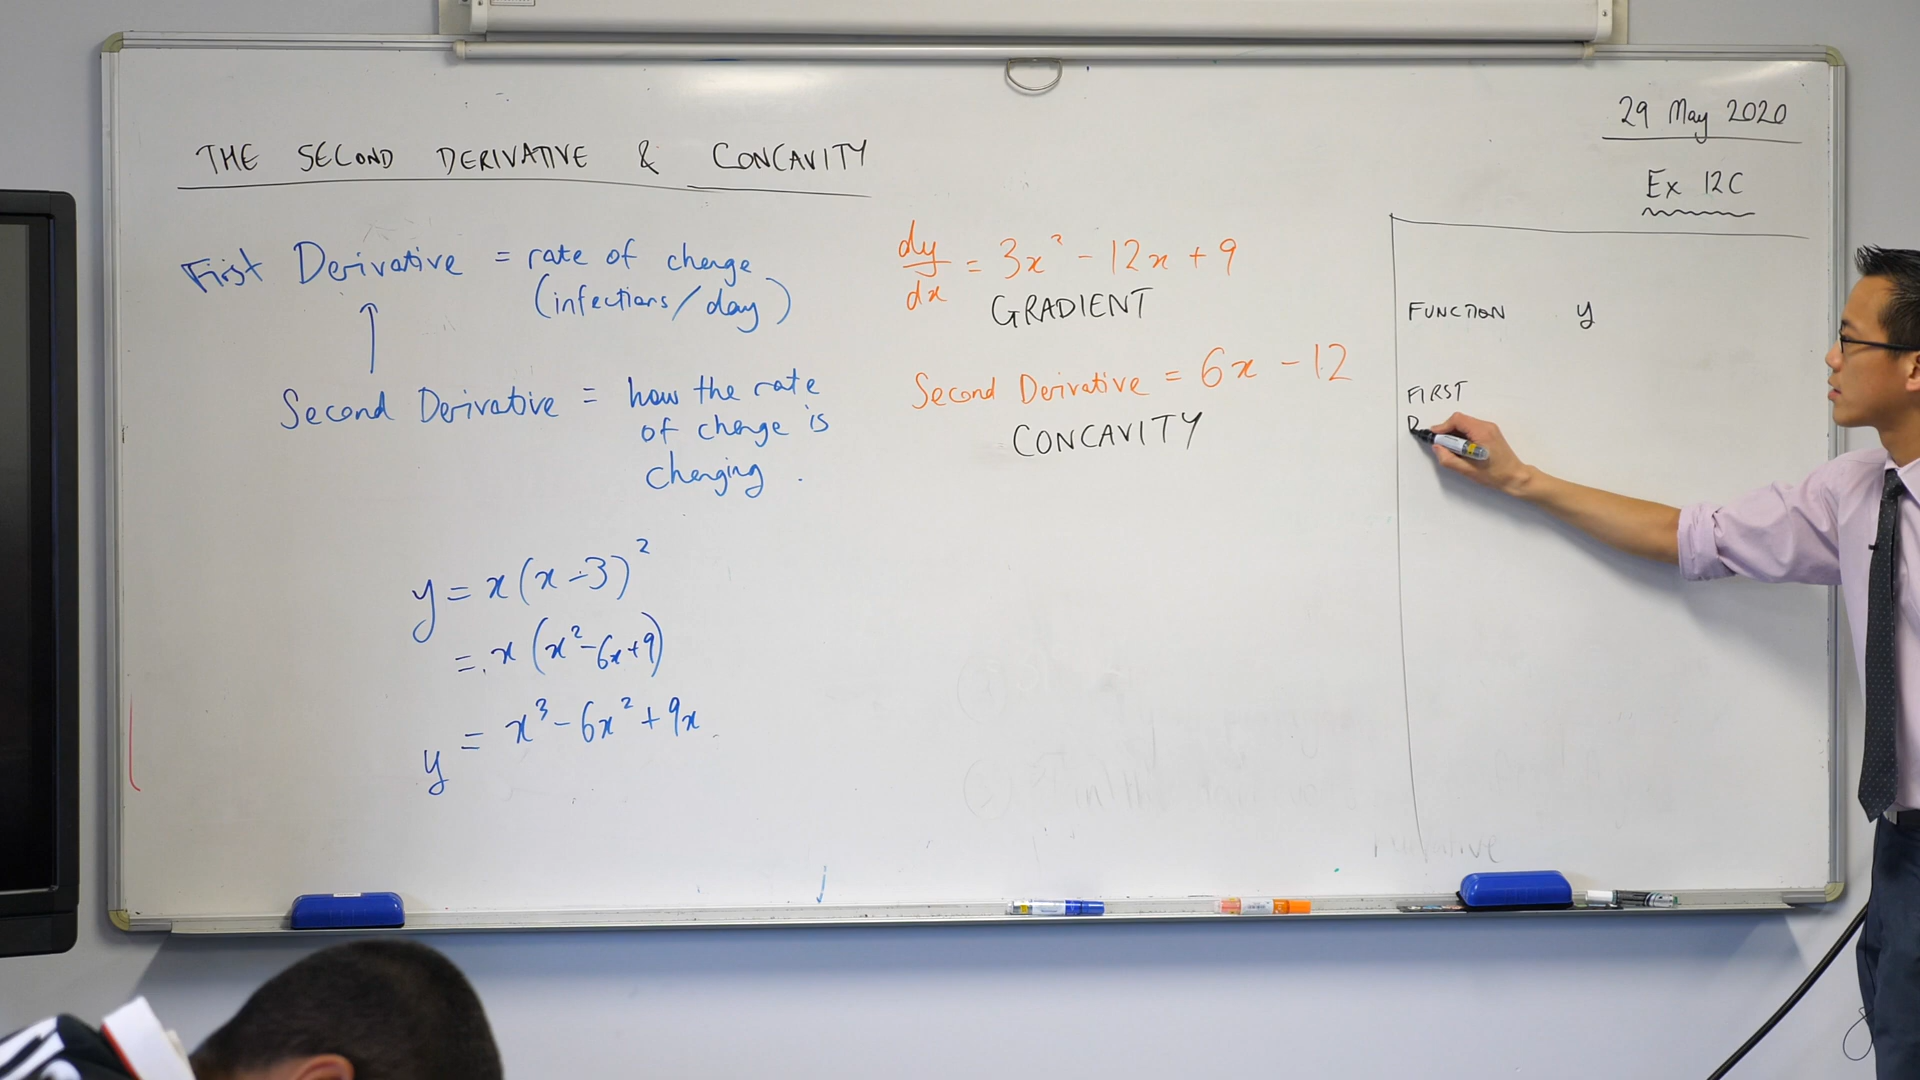 29 May 2020
Ex 12C
THE SECOND DERIVATIVE & CONCAVITY
First Derivative = rate of change
(infections/day)
Second Derivative = how the rate
of change is
changing.
y = x(x-3)²
= x(x²-6x+9)
y = x³-6x²+9x
dy/dx = 3x²-12x+9
GRADIENT
Second Derivative = 6x-12
CONCAVITY
FUNCTION y
FIRST
D